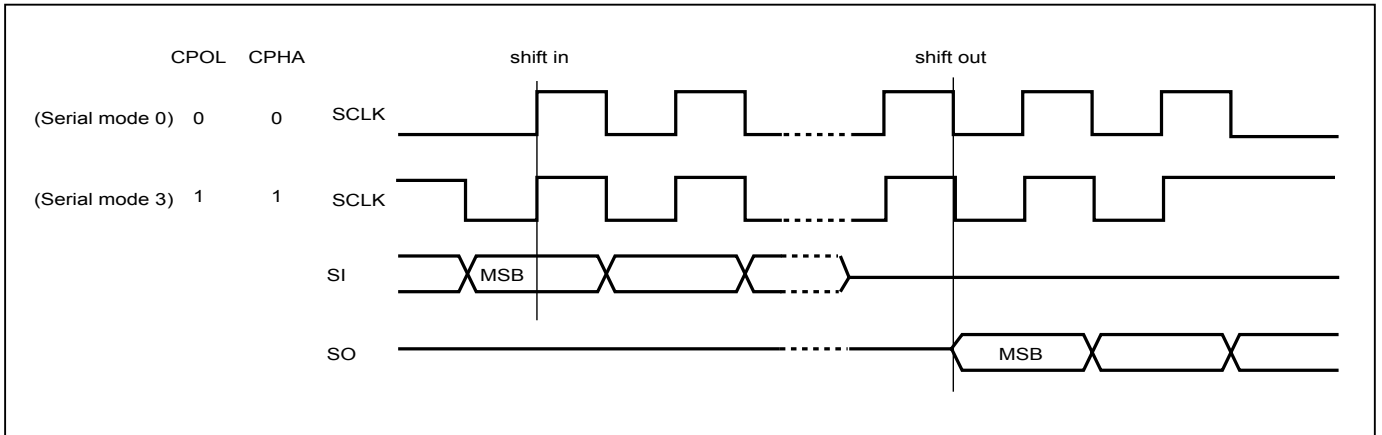 CPOL CPHA shift in shift out
(Serial mode 0) 0 0 SCLK
(Serial mode 3) 1 1 SCLK
SI MSB
SO MSB